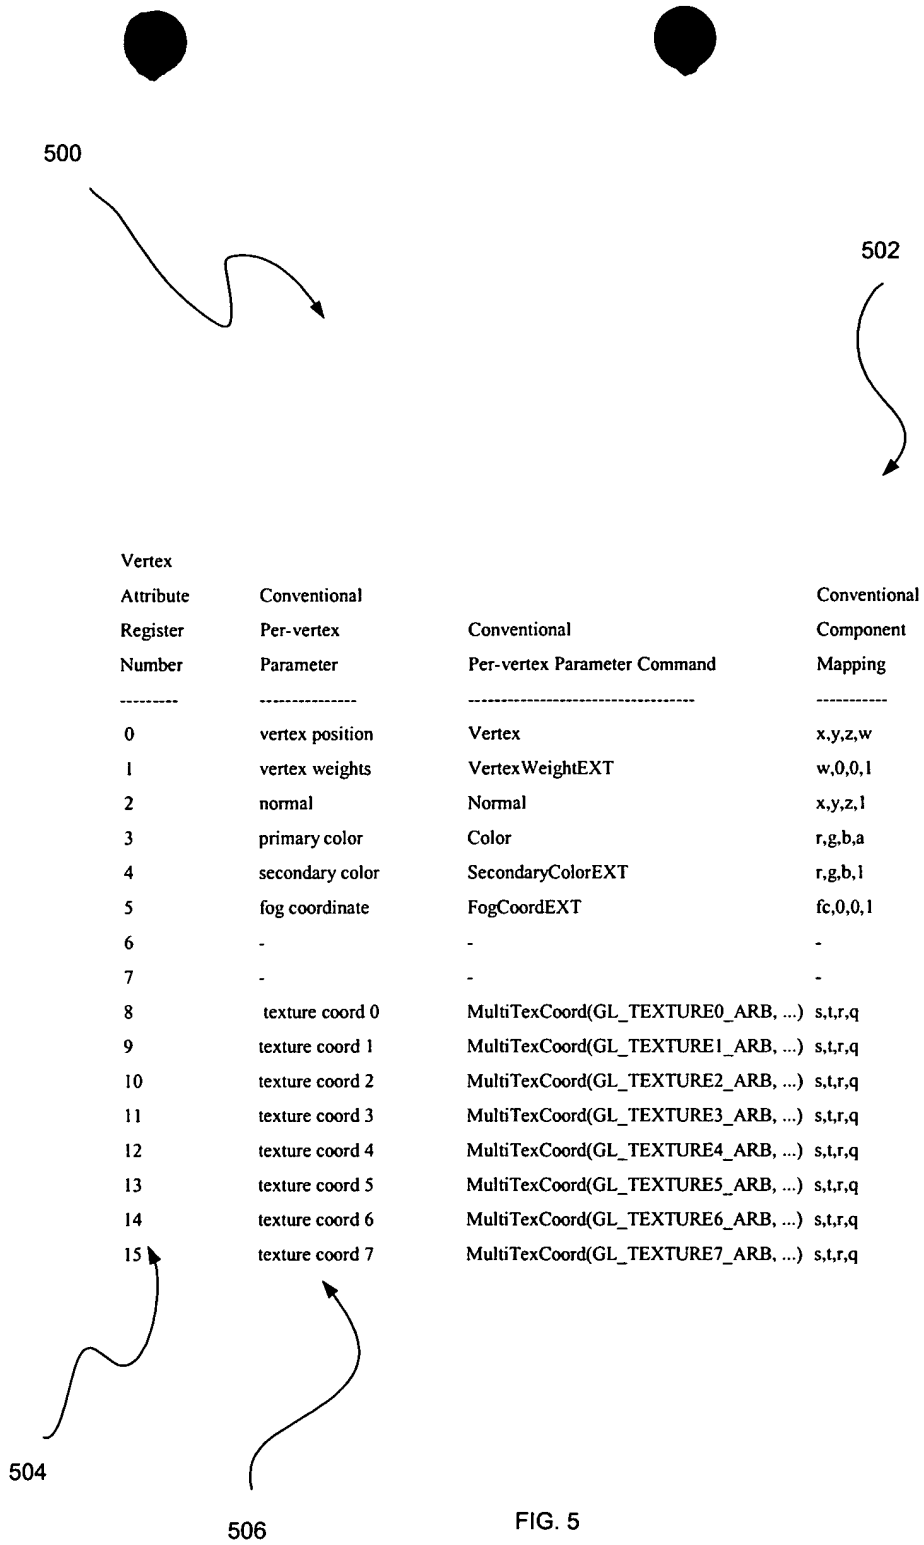 500
502
Vertex
Attribute Conventional Conventional
Register Per-vertex Conventional Component
Number Parameter Per-vertex Parameter Command Mapping
--------- --------------- ---------------------------------- -----------
0 vertex position Vertex x,y,z,w
1 vertex weights VertexWeightEXT w,0,0,1
2 normal Normal x,y,z,1
3 primary color Color r,g,b,a
4 secondary color SecondaryColorEXT r,g,b,1
5 fog coordinate FogCoordEXT fc,0,0,1
6 - - -
7 - - -
8 texture coord 0 MultiTexCoord(GL_TEXTURE0_ARB, ...) s,t,r,q
9 texture coord 1 MultiTexCoord(GL_TEXTURE1_ARB, ...) s,t,r,q
10 texture coord 2 MultiTexCoord(GL_TEXTURE2_ARB, ...) s,t,r,q
11 texture coord 3 MultiTexCoord(GL_TEXTURE3_ARB, ...) s,t,r,q
12 texture coord 4 MultiTexCoord(GL_TEXTURE4_ARB, ...) s,t,r,q
13 texture coord 5 MultiTexCoord(GL_TEXTURE5_ARB, ...) s,t,r,q
14 texture coord 6 MultiTexCoord(GL_TEXTURE6_ARB, ...) s,t,r,q
15 texture coord 7 MultiTexCoord(GL_TEXTURE7_ARB, ...) s,t,r,q
504
506
FIG. 5